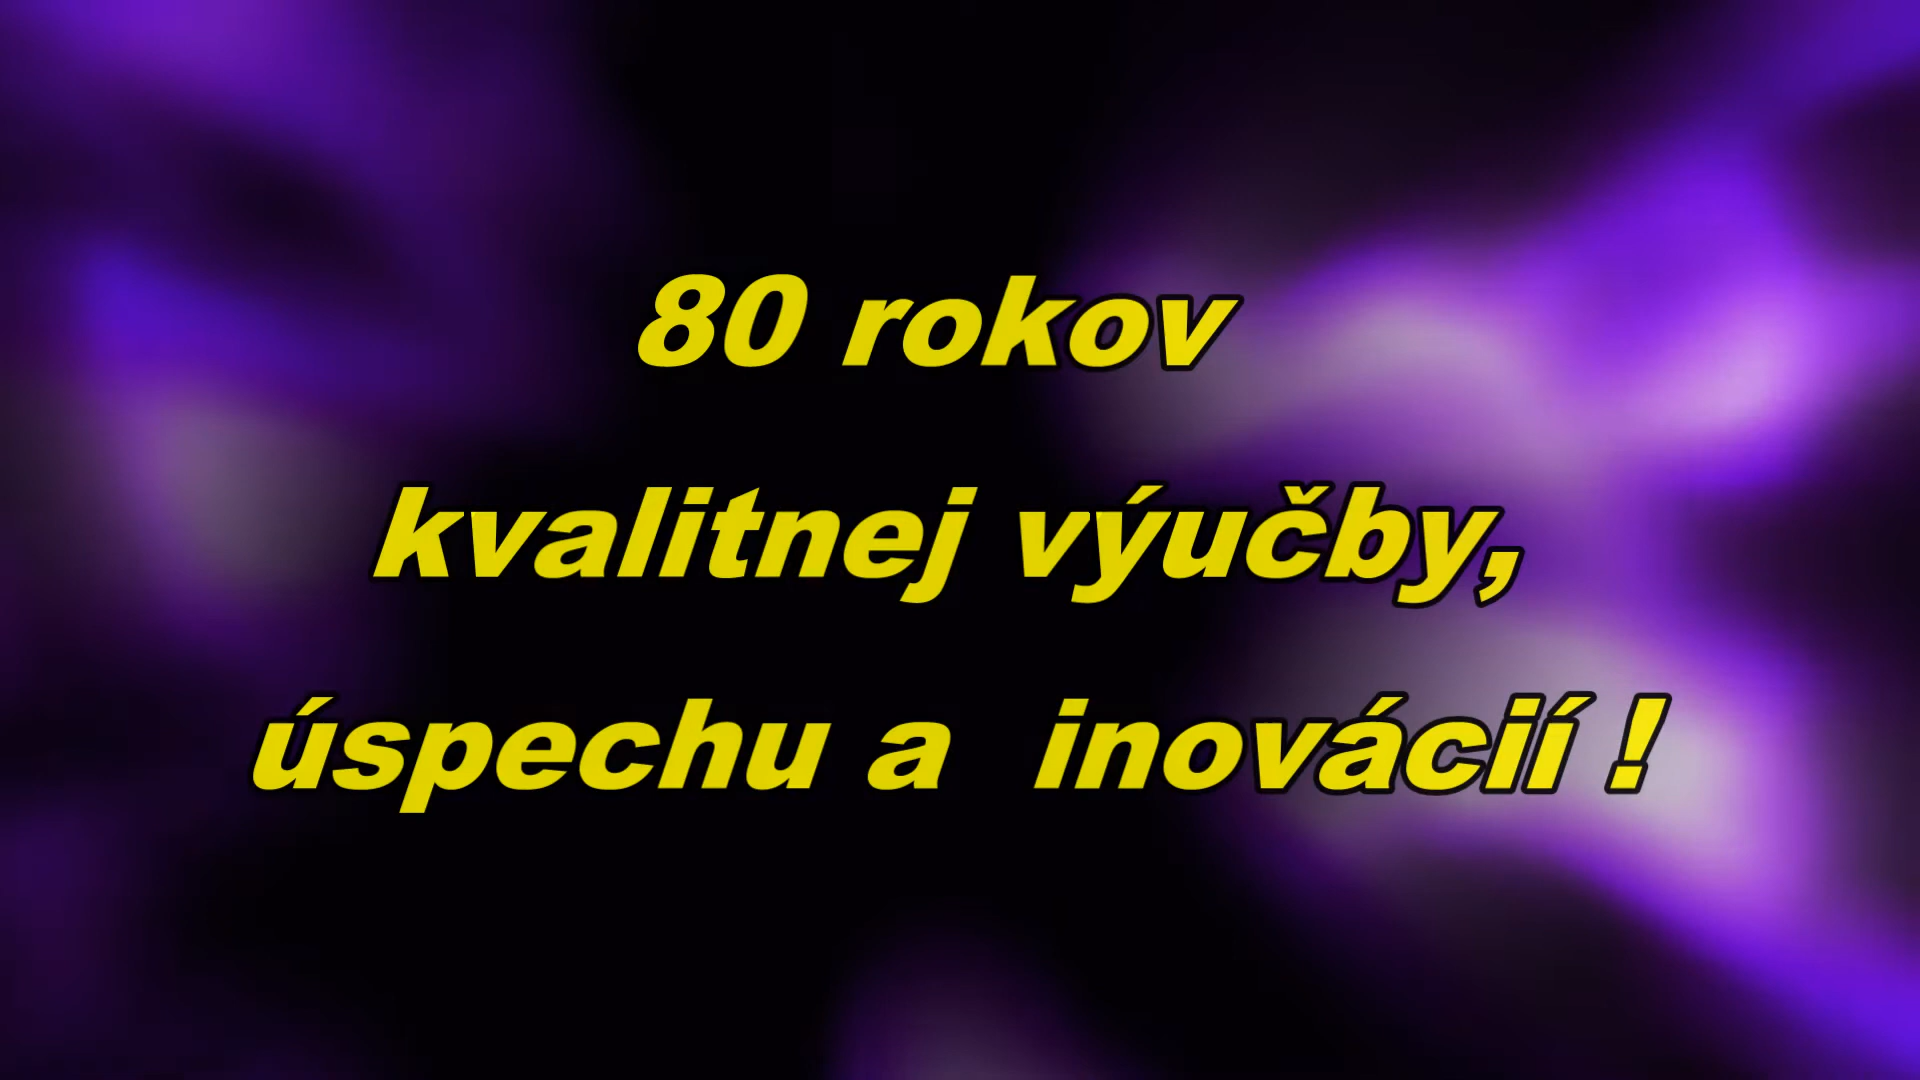 80 rokov
kvalitnej výučby,
úspechu a  inovácií !